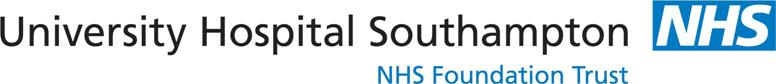 University Hospital Southampton NHS
NHS Foundation Trust